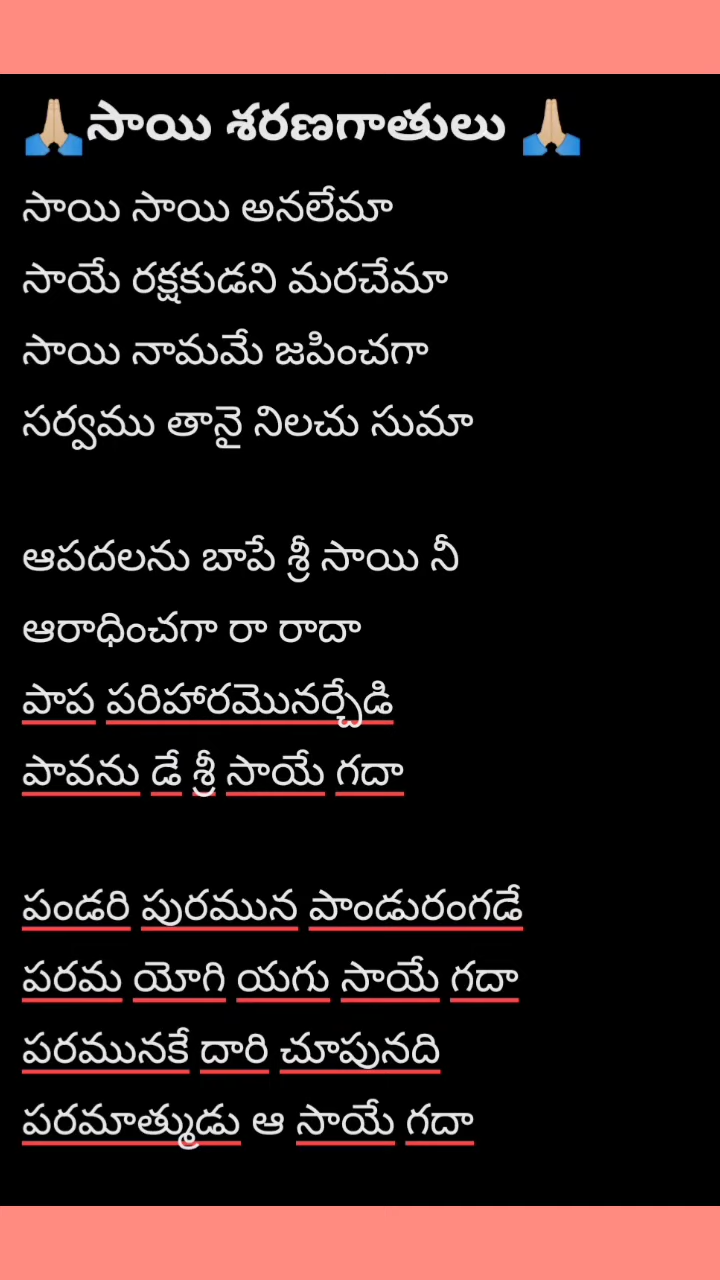 🙏🏼సాయి శరణగాతులు 🙏🏼
సాయి సాయి అనలేమా
సాయే రక్షకుడని మరచేమా
సాయి నామమే జపించగా
సర్వము తానై నిలచు సుమా
ఆపదలను బాపే శ్రీ సాయి నీ
ఆరాధించగా రా రాదా
పాప పరిహారమొనర్చేడి
పావను డే శ్రీ సాయే గదా
పండరి పురమున పాండురంగడే
పరమ యోగి యగు సాయే గదా
పరమునకే దారి చూపునది
పరమాత్ముడు ఆ సాయే గదా